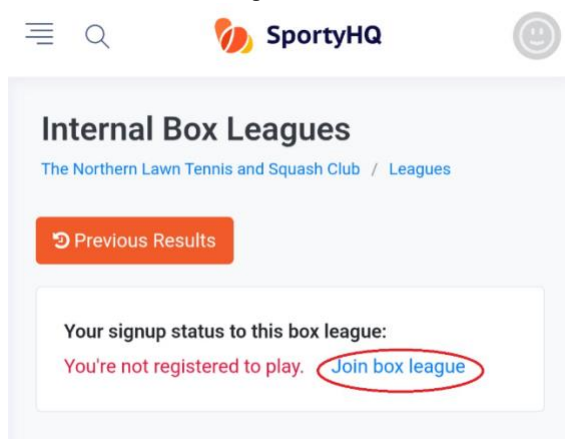 SportyHQ
Internal Box Leagues
The Northern Lawn Tennis and Squash Club / Leagues
Previous Results
Your signup status to this box league:
You're not registered to play. Join box league